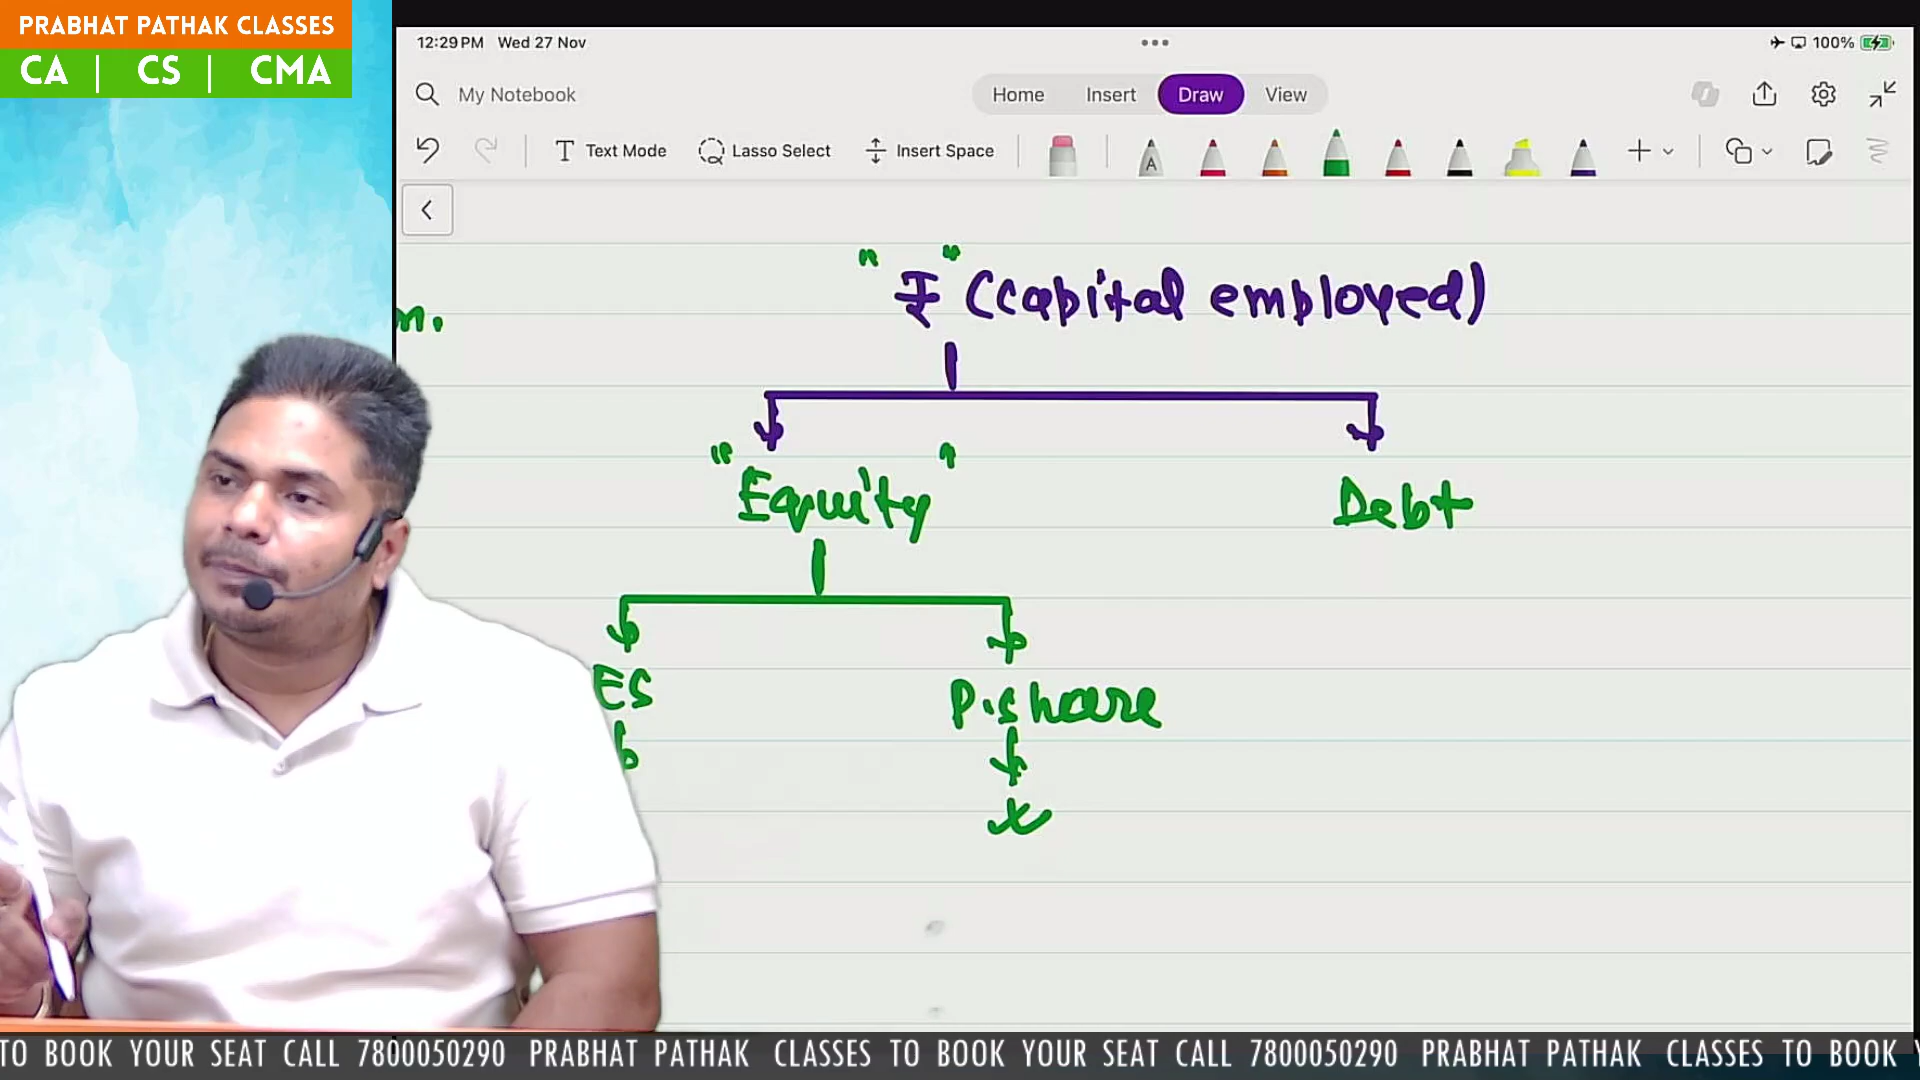 PRABHAT PATHAK CLASSES
CA | CS | CMA
12:29 PM Wed 27 Nov
100%
My Notebook
Home Insert Draw View
Text Mode Lasso Select Insert Space
A
" ₹ " (capital employed)
n.
"Equity" Debt
ES P.share
x
TO BOOK YOUR SEAT CALL 7800050290 PRABHAT PATHAK CLASSES TO BOOK YOUR SEAT CALL 7800050290 PRABHAT PATHAK CLASSES TO BOOK